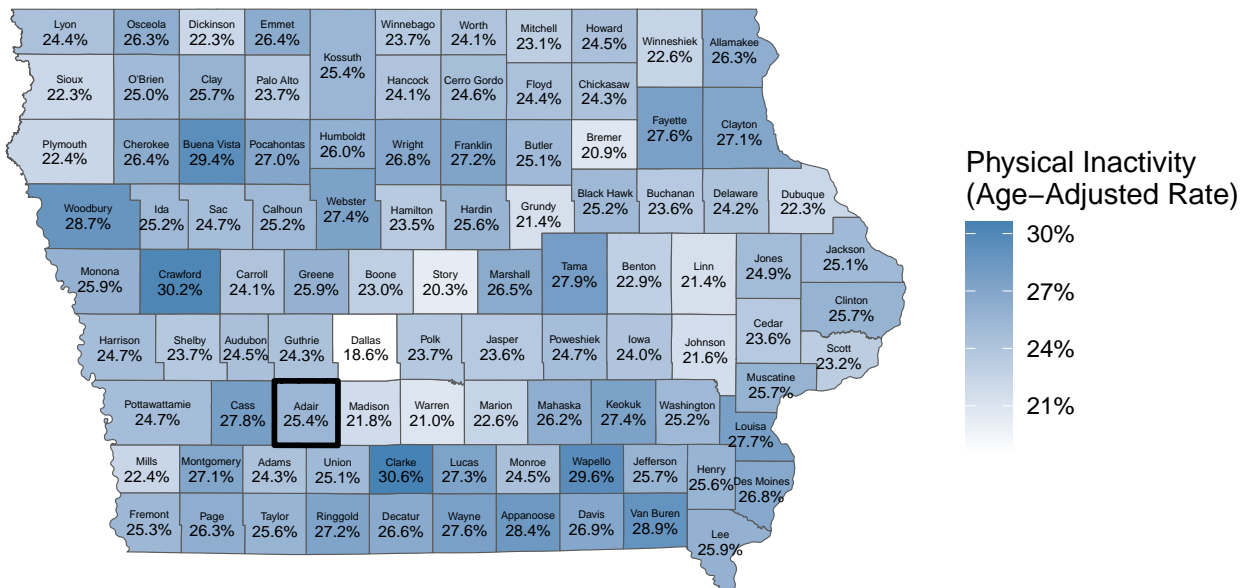 Lyon
24.4%
Osceola
26.3%
Dickinson
22.3%
Emmet
26.4%
Kossuth
25.4%
Winnebago
23.7%
Worth
24.1%
Mitchell
23.1%
Howard
24.5%
Winneshiek
22.6%
Allamakee
26.3%
Sioux
22.3%
O'Brien
25.0%
Clay
25.7%
Palo Alto
23.7%
Hancock
24.1%
Cerro Gordo
24.6%
Floyd
24.4%
Chickasaw
24.3%
Fayette
27.6%
Clayton
27.1%
Plymouth
22.4%
Cherokee
26.4%
Buena Vista
29.4%
Pocahontas
27.0%
Humboldt
26.0%
Wright
26.8%
Franklin
27.2%
Butler
25.1%
Bremer
20.9%
Woodbury
28.7%
Ida
25.2%
Sac
24.7%
Calhoun
25.2%
Webster
27.4%
Hamilton
23.5%
Hardin
25.6%
Grundy
21.4%
Black Hawk
25.2%
Buchanan
23.6%
Delaware
24.2%
Dubuque
22.3%
Monona
25.9%
Crawford
30.2%
Carroll
24.1%
Greene
25.9%
Boone
23.0%
Story
20.3%
Marshall
26.5%
Tama
27.9%
Benton
22.9%
Linn
21.4%
Jones
24.9%
Jackson
25.1%
Clinton
25.7%
Harrison
24.7%
Shelby
23.7%
Audubon
24.5%
Guthrie
24.3%
Dallas
18.6%
Polk
23.7%
Jasper
23.6%
Poweshiek
24.7%
Iowa
24.0%
Johnson
21.6%
Cedar
23.6%
Scott
23.2%
Muscatine
25.7%
Pottawattamie
24.7%
Cass
27.8%
Adair
25.4%
Madison
21.8%
Warren
21.0%
Marion
22.6%
Mahaska
26.2%
Keokuk
27.4%
Washington
25.2%
Louisa
27.7%
Mills
22.4%
Montgomery
27.1%
Adams
24.3%
Union
25.1%
Clarke
30.6%
Lucas
27.3%
Monroe
24.5%
Wapello
29.6%
Jefferson
25.7%
Henry
25.6%
Des Moines
26.8%
Fremont
25.3%
Page
26.3%
Taylor
25.6%
Ringgold
27.2%
Decatur
26.6%
Wayne
27.6%
Appanoose
28.4%
Davis
26.9%
Van Buren
28.9%
Lee
25.9%
Physical Inactivity
(Age−Adjusted Rate)
30%
27%
24%
21%